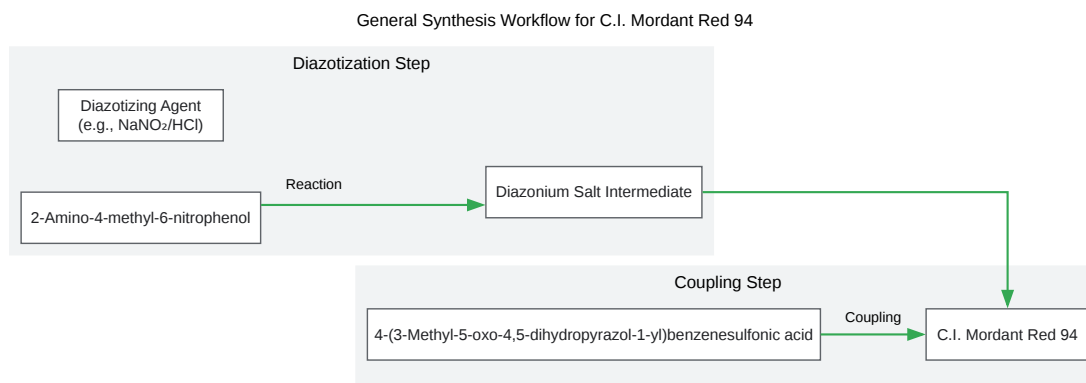 General Synthesis Workflow for C.I. Mordant Red 94
Diazotization Step
Diazotizing Agent
(e.g., NaNO₂/HCl)
Reaction
2-Amino-4-methyl-6-nitrophenol
Diazonium Salt Intermediate
Coupling Step
4-(3-Methyl-5-oxo-4,5-dihydropyrazol-1-yl)benzenesulfonic acid
Coupling
C.I. Mordant Red 94